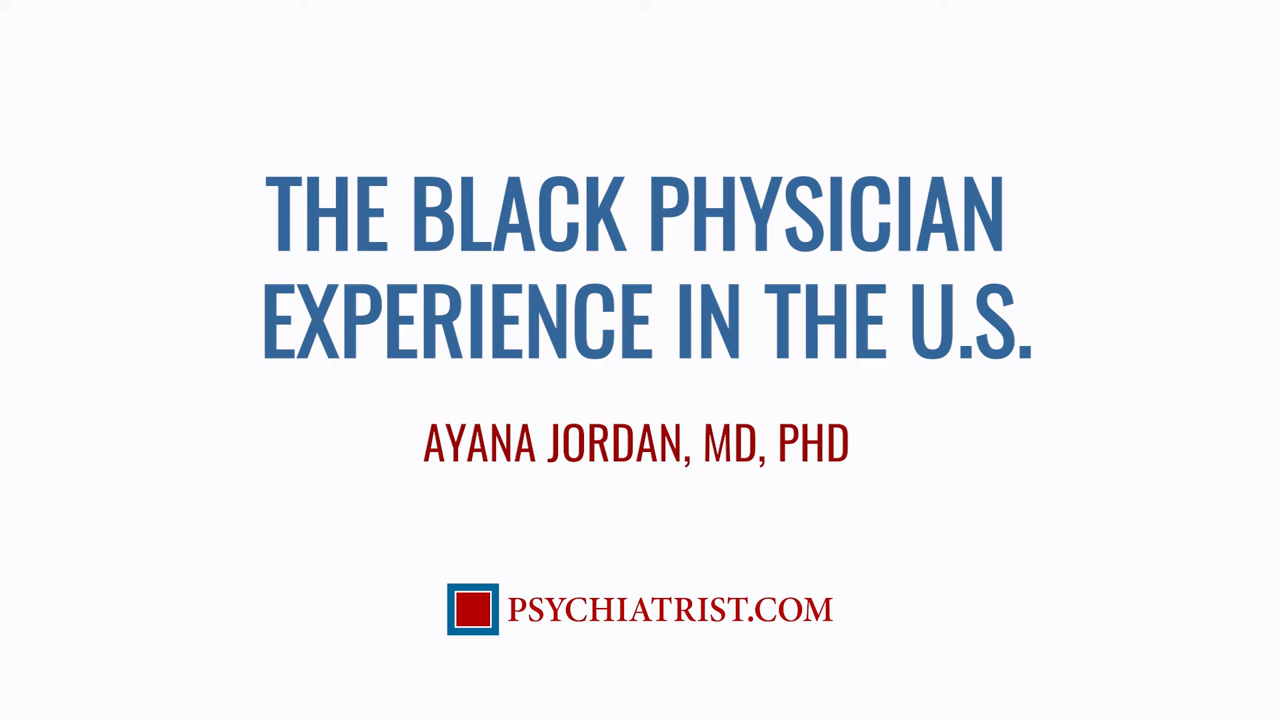 THE BLACK PHYSICIAN
EXPERIENCE IN THE U.S.
AYANA JORDAN, MD, PHD
PSYCHIATRIST.COM